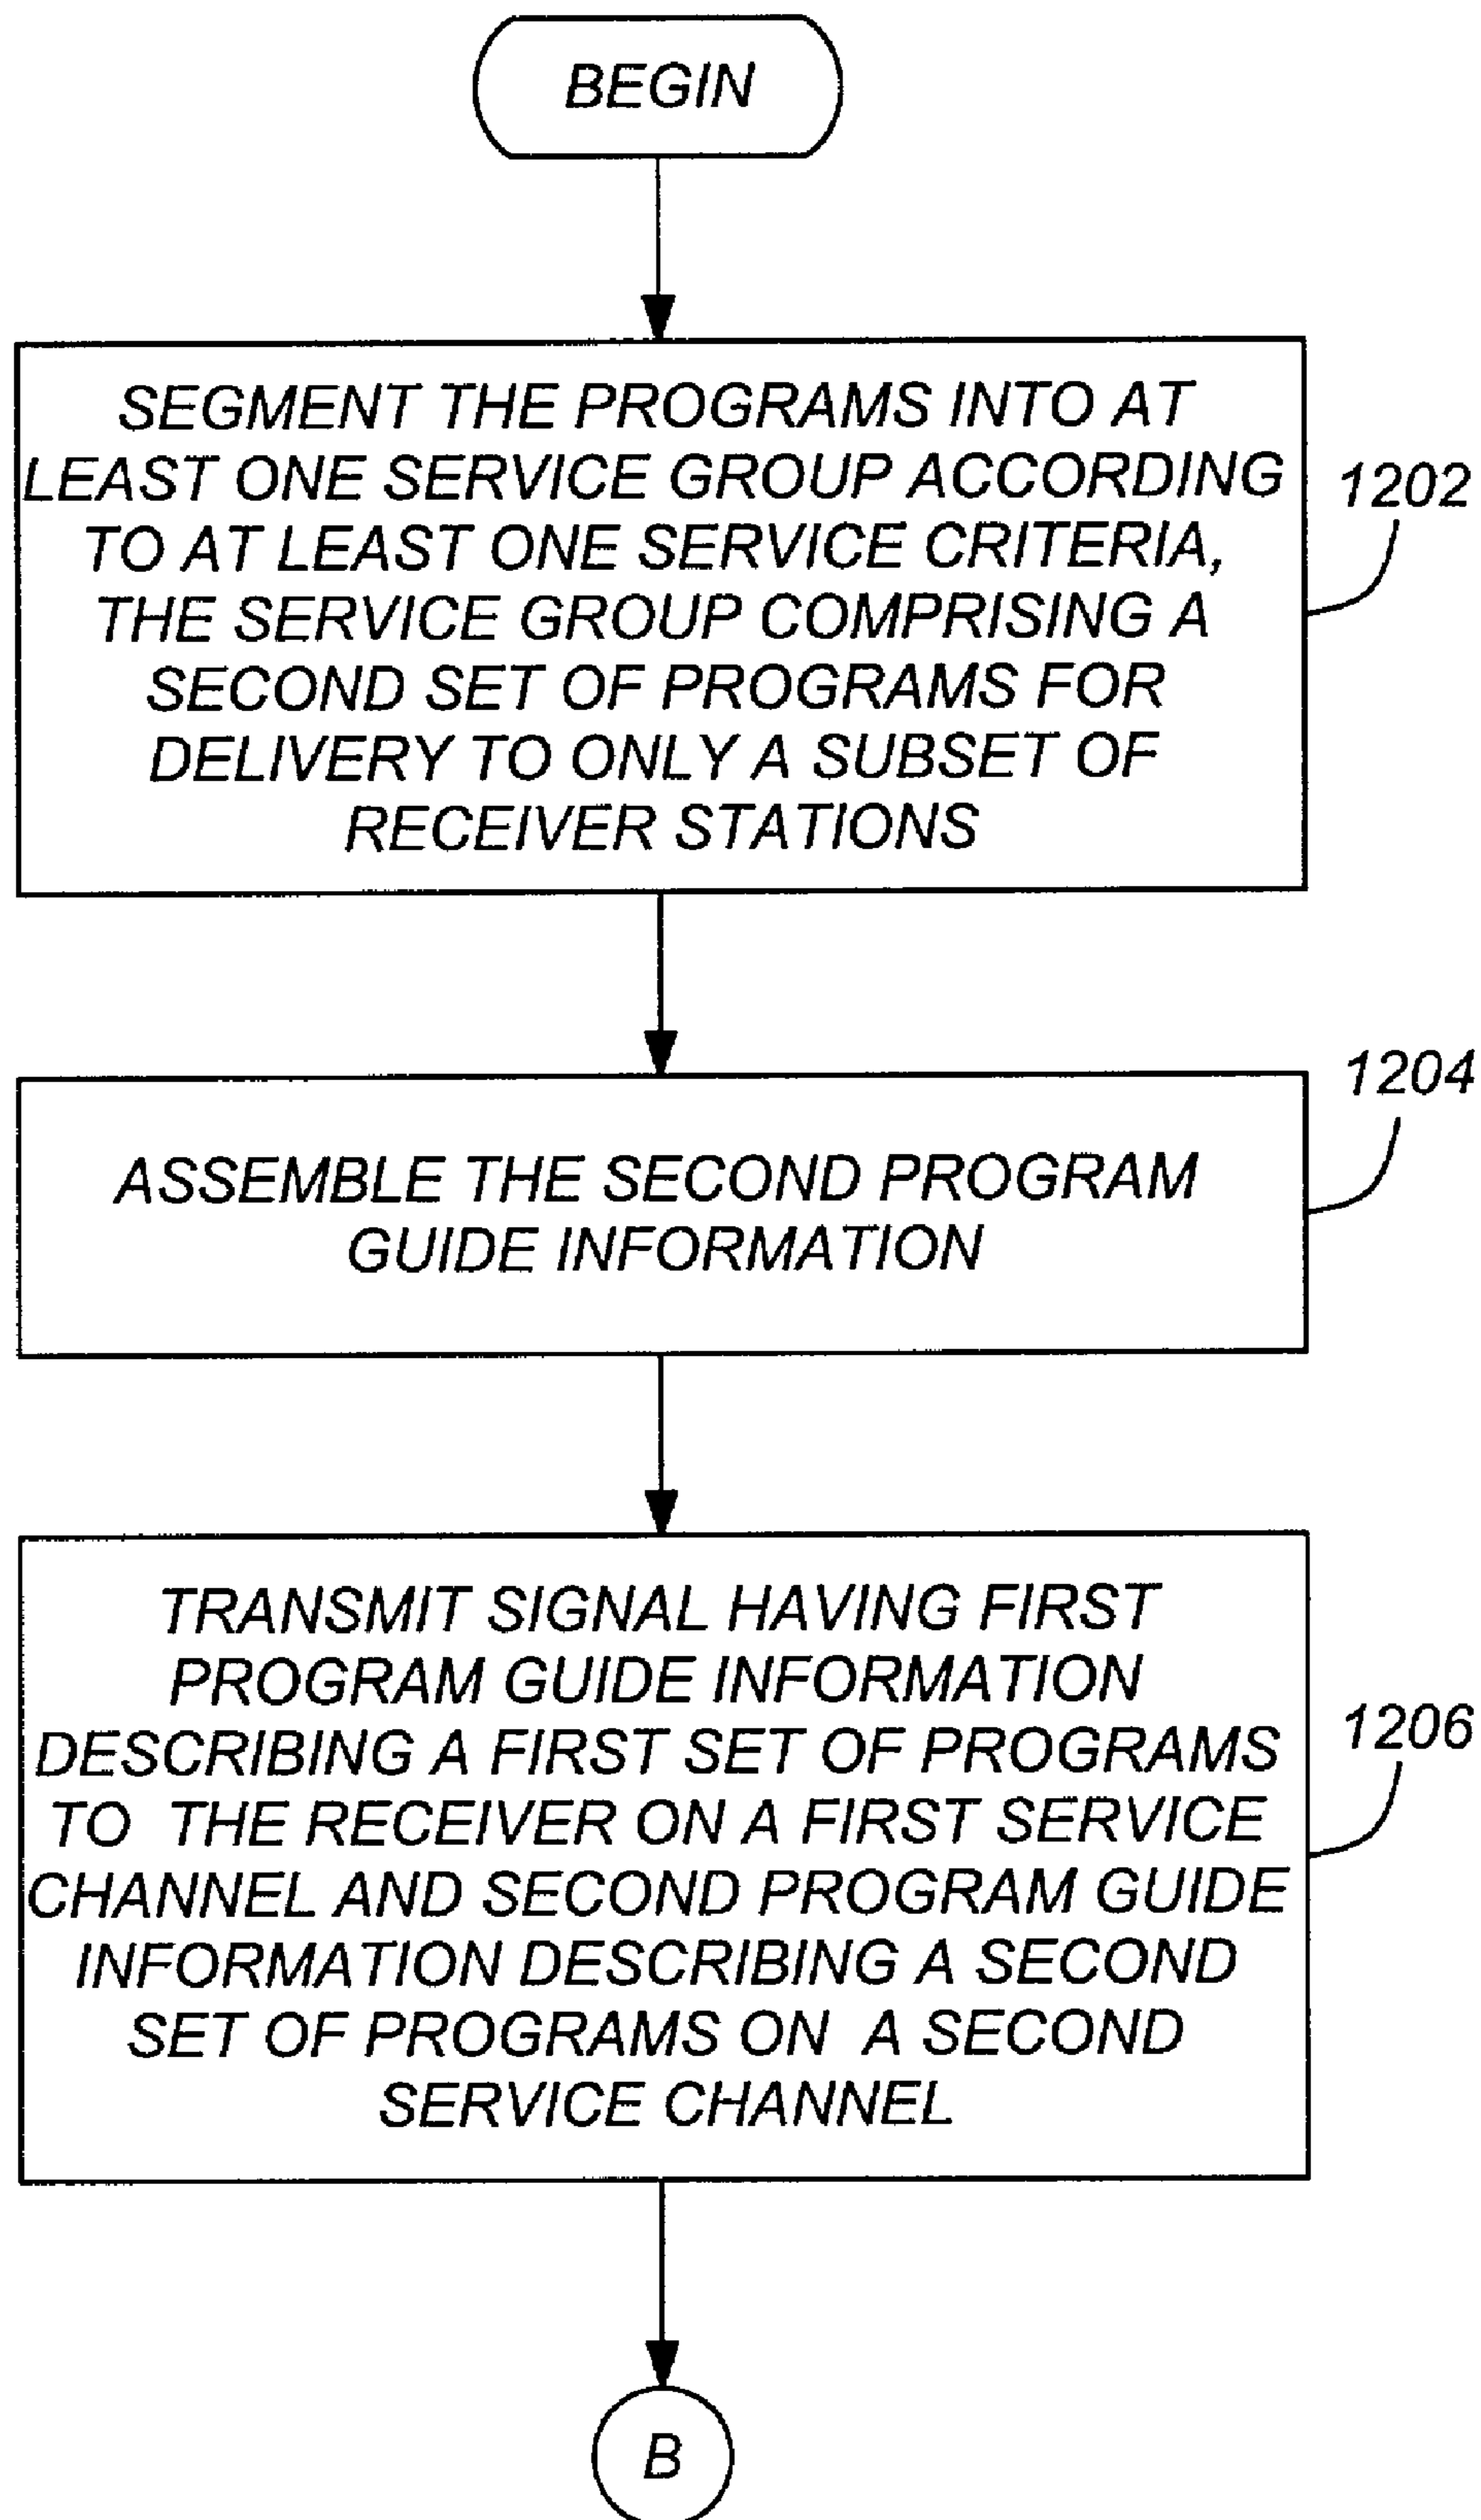 BEGIN
SEGMENT THE PROGRAMS INTO AT
LEAST ONE SERVICE GROUP ACCORDING
TO AT LEAST ONE SERVICE CRITERIA,
THE SERVICE GROUP COMPRISING A
SECOND SET OF PROGRAMS FOR
DELIVERY TO ONLY A SUBSET OF
RECEIVER STATIONS
1202
ASSEMBLE THE SECOND PROGRAM
GUIDE INFORMATION
1204
TRANSMIT SIGNAL HAVING FIRST
PROGRAM GUIDE INFORMATION
DESCRIBING A FIRST SET OF PROGRAMS
TO THE RECEIVER ON A FIRST SERVICE
CHANNEL AND SECOND PROGRAM GUIDE
INFORMATION DESCRIBING A SECOND
SET OF PROGRAMS ON A SECOND
SERVICE CHANNEL
1206
B